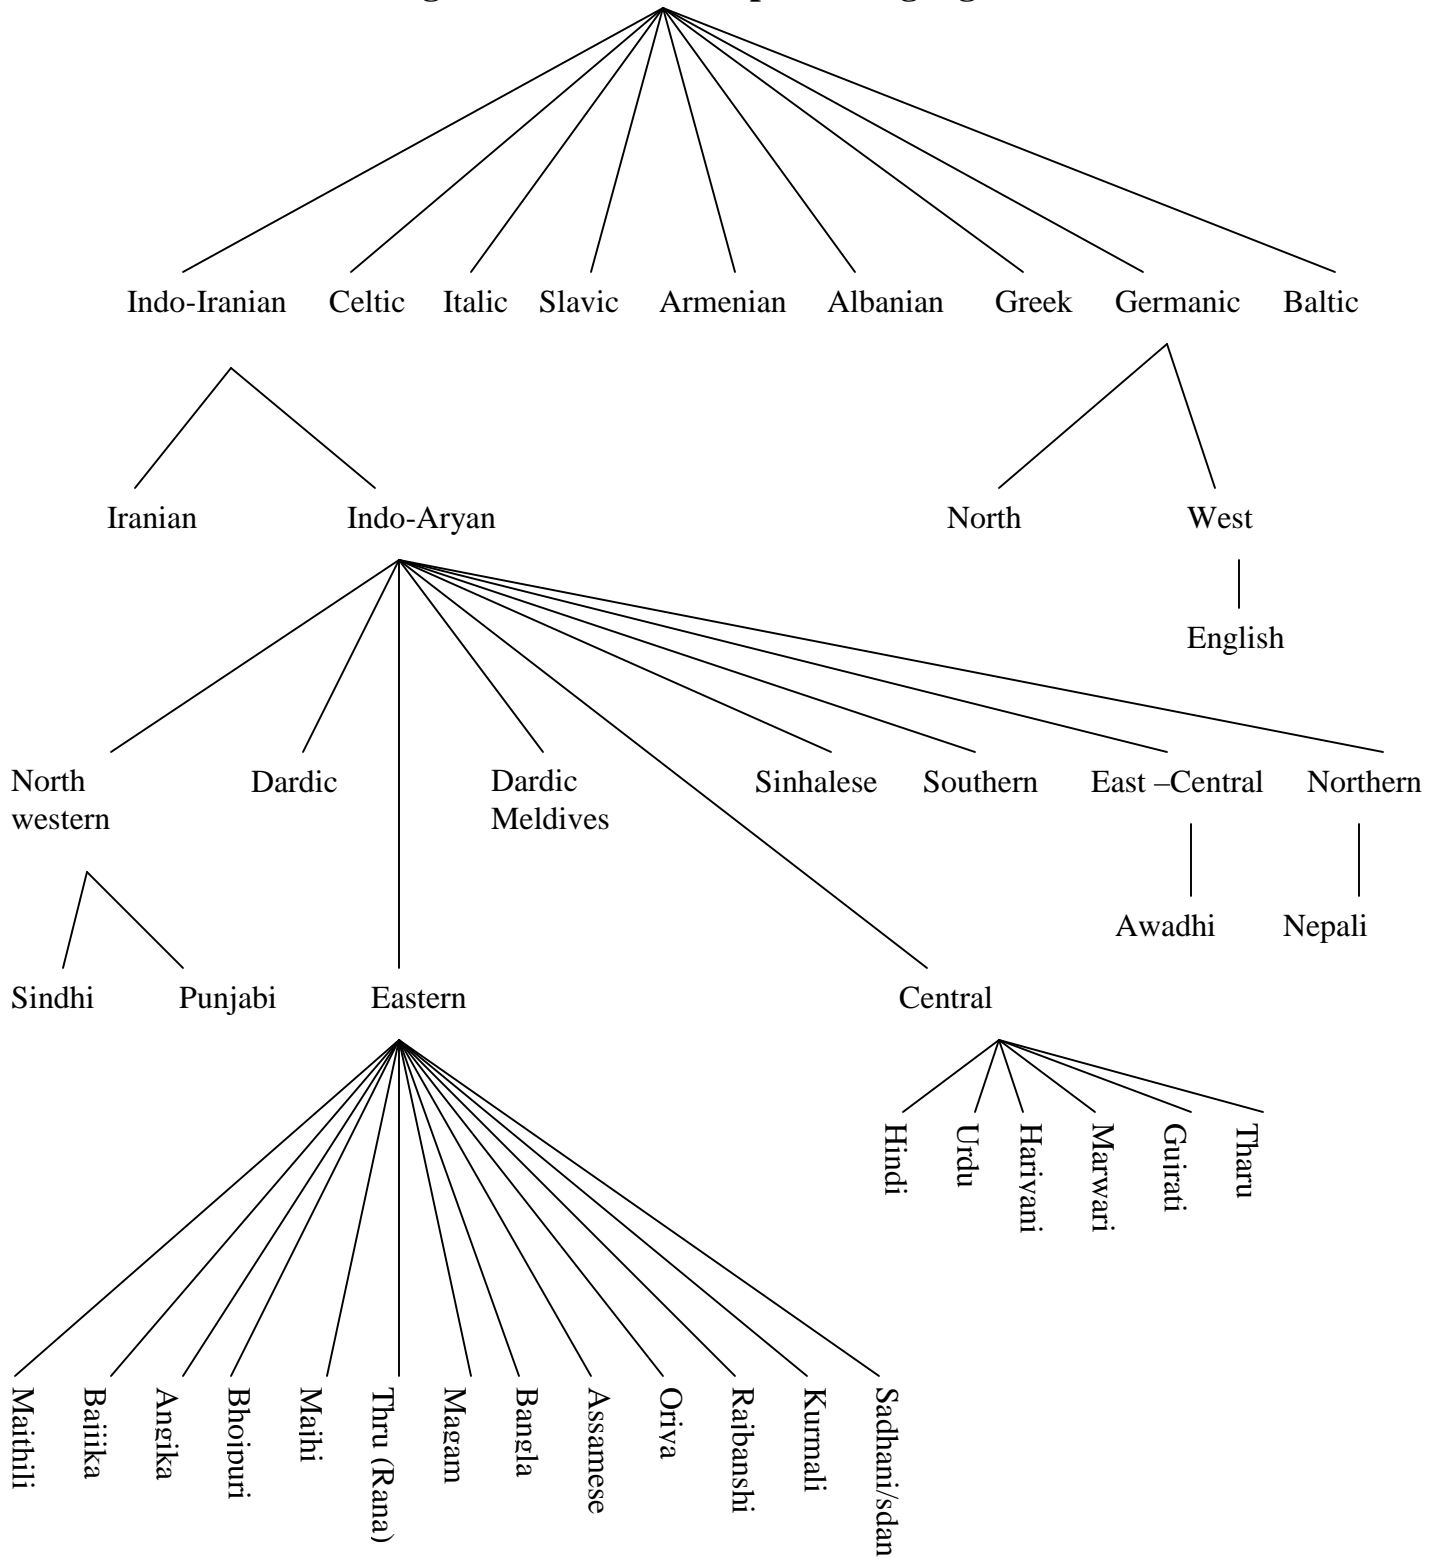 Indo-Iranian Celtic Italic Slavic Armenian Albanian Greek Germanic Baltic
Iranian Indo-Aryan North West
English
North
western
Dardic
Dardic
Meldives
Sinhalese Southern East –Central Northern
Awadhi Nepali
Sindhi Punjabi Eastern Central
Hindi
Urdu
Hariyani
Marwari
Gujrati
Tharu
Maithili
Bajjika
Angika
Bhojpuri
Majhi
Thru (Rana)
Magam
Bangla
Assamese
Oriya
Rajbanshi
Kurmali
Sadhani/sdan